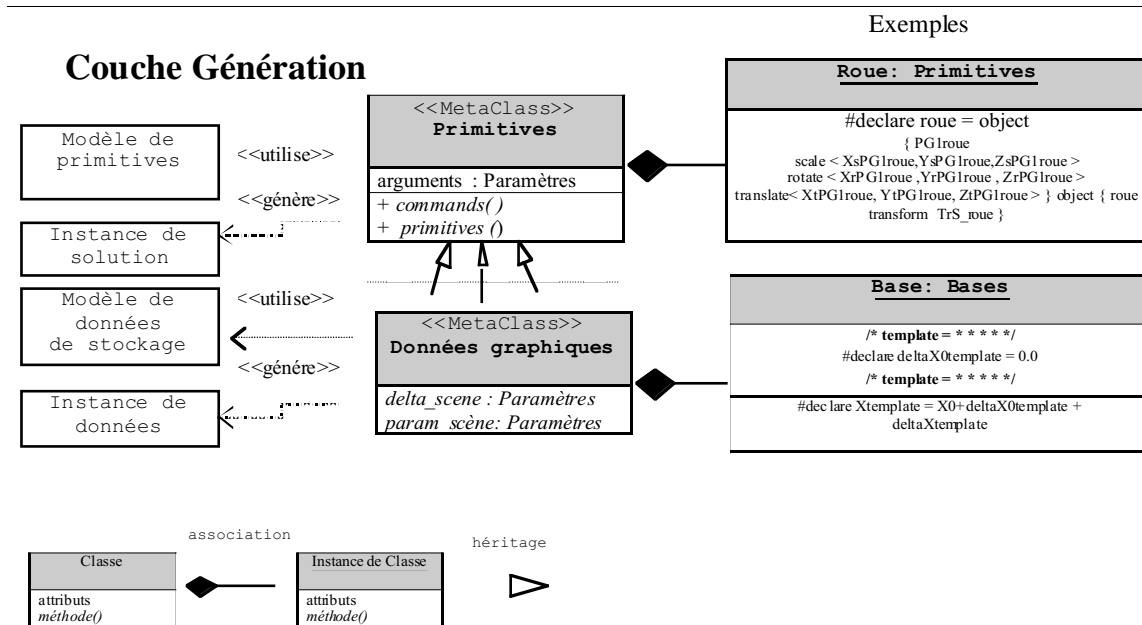 Exemples
Couche Génération
Modèle de
primitives
<<utilise>>
<<génère>>
Instance de
solution
Modèle de
données
de stockage
<<utilise>>
<<génére>>
Instance de
données
<<MetaClass>>
Primitives
arguments : Paramètres
+ commands( )
+ primitives ()
<<MetaClass>>
Données graphiques
delta_scene : Paramètres
param_scène: Paramètres
Roue: Primitives
#declare roue = object
{ PG1roue
scale < XsPG1roue,YsPG1roue,ZsPG1roue >
rotate < XrPG1roue ,YrPG1roue , ZrPG1roue >
translate< XtPG1roue, YtPG1roue, ZtPG1roue > } object { roue
transform TrS_roue }
Base: Bases
/* template = * * * * */
#declare deltaX0template = 0.0
/* template = * * * * */
#declare Xtemplate = X0+deltaX0template +
deltaXtemplate
Classe
attributs
méthode()
association
Instance de Classe
attributs
méthode()
héritage